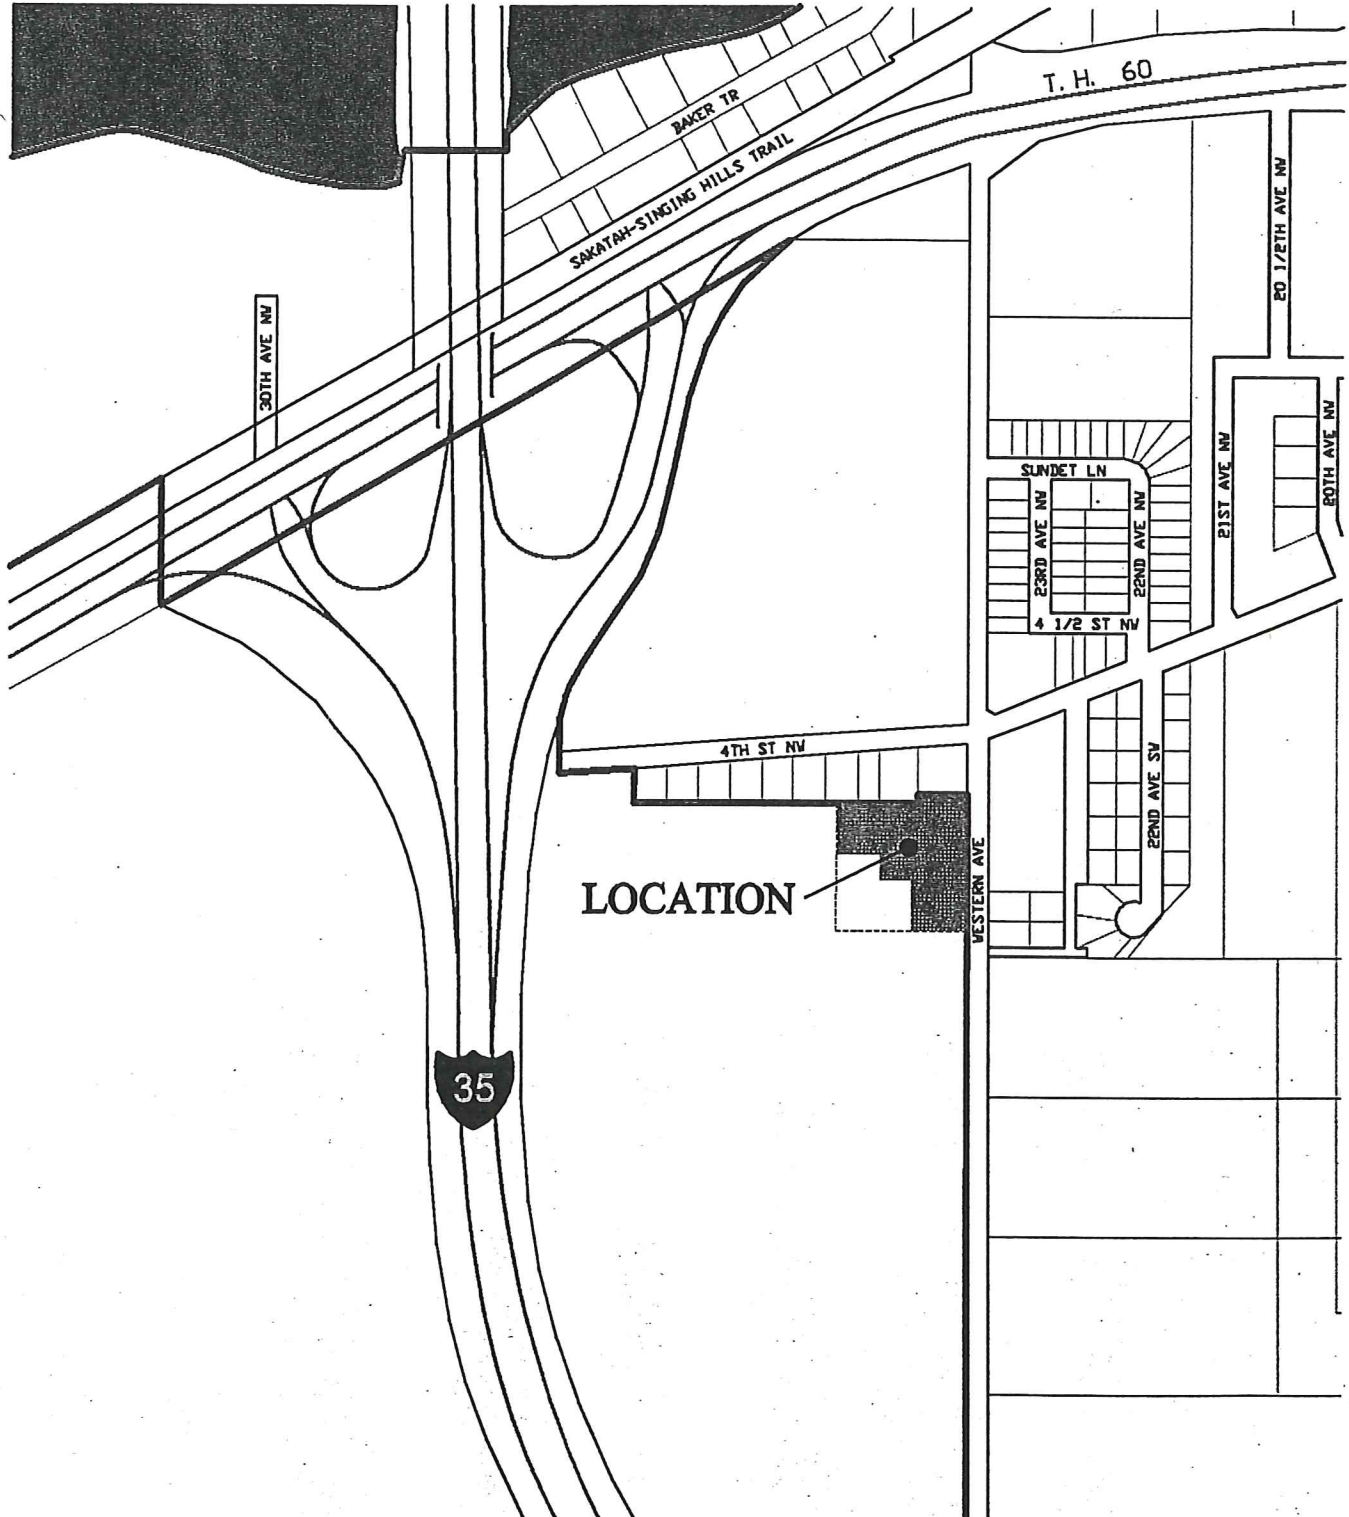 T. H. 60
BAKER TR
SAKATAH-SINGING HILLS TRAIL
20 1/2TH AVE NW
30TH AVE NW
SUNDET LN
23RD AVE NW
22ND AVE NW
21ST AVE NW
20TH AVE NW
4 1/2 ST NW
4TH ST NW
22ND AVE SW
LOCATION
WESTERN AVE
35